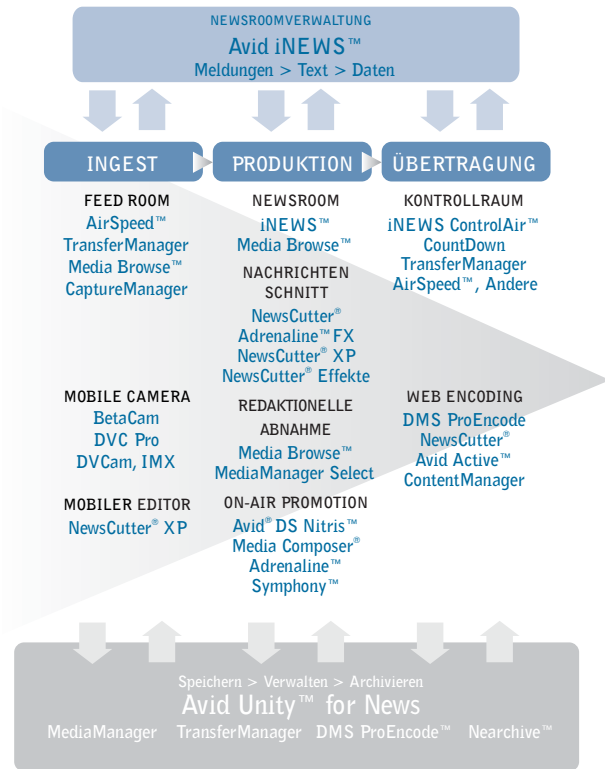 NEWSROOMVERWALTUNG
Avid iNEWS™
Meldungen > Text > Daten
INGEST
PRODUKTION
ÜBERTRAGUNG
FEED ROOM
AirSpeed™
TransferManager
Media Browse™
CaptureManager
MOBILE CAMERA
BetaCam
DVC Pro
DVCam, IMX
MOBILER EDITOR
NewsCutter® XP
NEWSROOM
iNEWS™
Media Browse™
NACHRICHTEN
SCHNITT
NewsCutter®
Adrenaline™ FX
NewsCutter® XP
NewsCutter® Effekte
REDAKTIONELLE
ABNAHME
Media Browse™
MediaManager Select
ON-AIR PROMOTION
Avid® DS Nitris™
Media Composer®
Adrenaline™
Symphony™
KONTROLLRAUM
iNEWS ControlAir™
CountDown
TransferManager
AirSpeed™, Andere
WEB ENCODING
DMS ProEncode
NewsCutter®
Avid Active™
ContentManager
Speichern > Verwalten > Archivieren
Avid Unity™ for News
MediaManager TransferManager DMS ProEncode™ Nearchive™